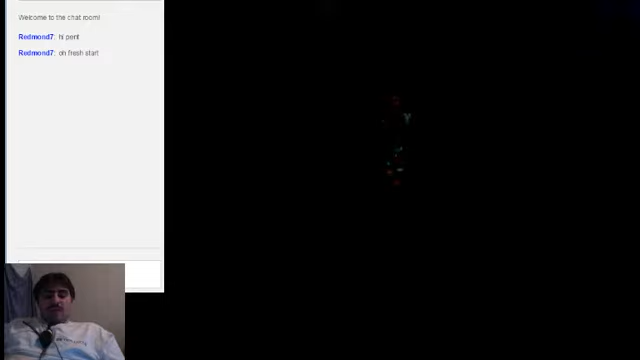 Welcome to the chat room!
Redmond7: hi pent
Redmond7: oh fresh start